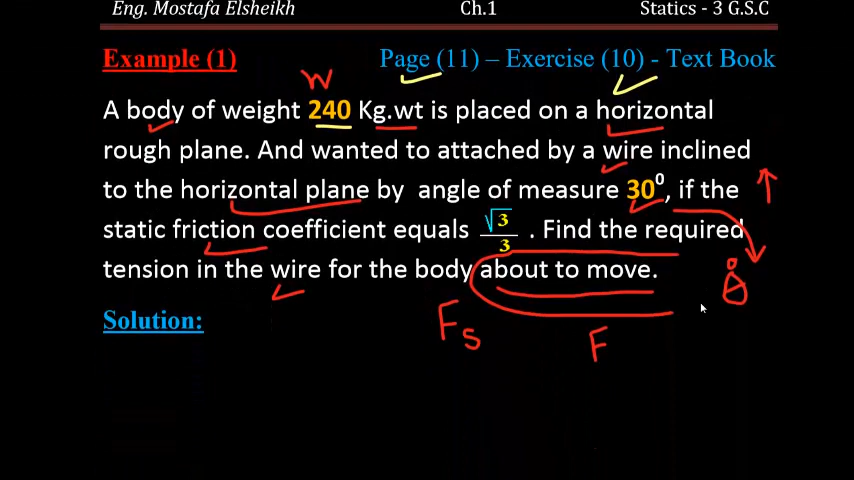 Eng. Mostafa Elsheikh Ch.1 Statics - 3 G.S.C
Example (1) Page (11) – Exercise (10) - Text Book
W
A body of weight 240 Kg.wt is placed on a horizontal
rough plane. And wanted to attached by a wire inclined
to the horizontal plane by angle of measure 30⁰, if the
static friction coefficient equals √3/3 . Find the required
tension in the wire for the body about to move.
Solution:
Fs F